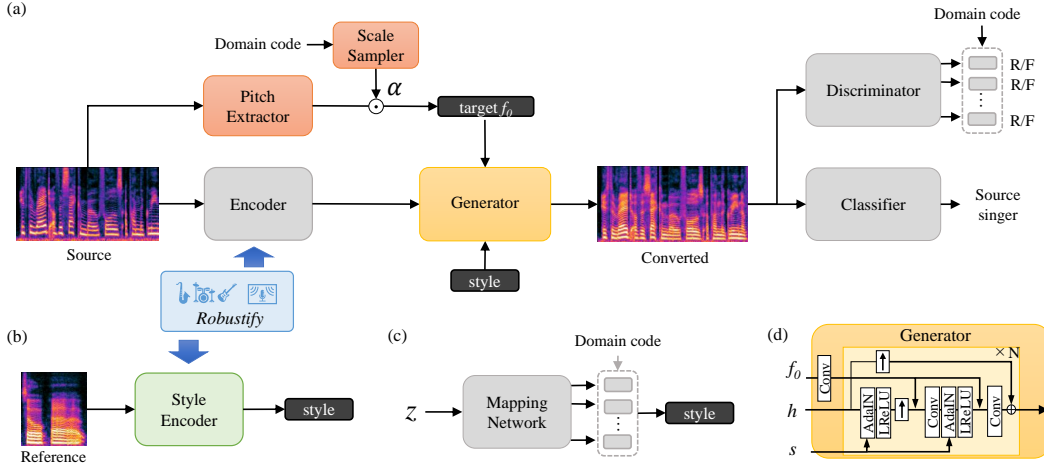 (a)
Domain code
Scale
Sampler
α
Pitch
Extractor
target f0
Source
Encoder
Generator
style
Converted
Domain code
Discriminator
R/F
R/F
⋮
R/F
Classifier
Source
singer
Robustify
(b)
Reference
Style
Encoder
style
(c)
Domain code
z
Mapping
Network
⋮
style
(d)
Generator
× N
f0
h
s
Conv
AdaIN
LReLU
Conv
AdaIN
LReLU
Conv